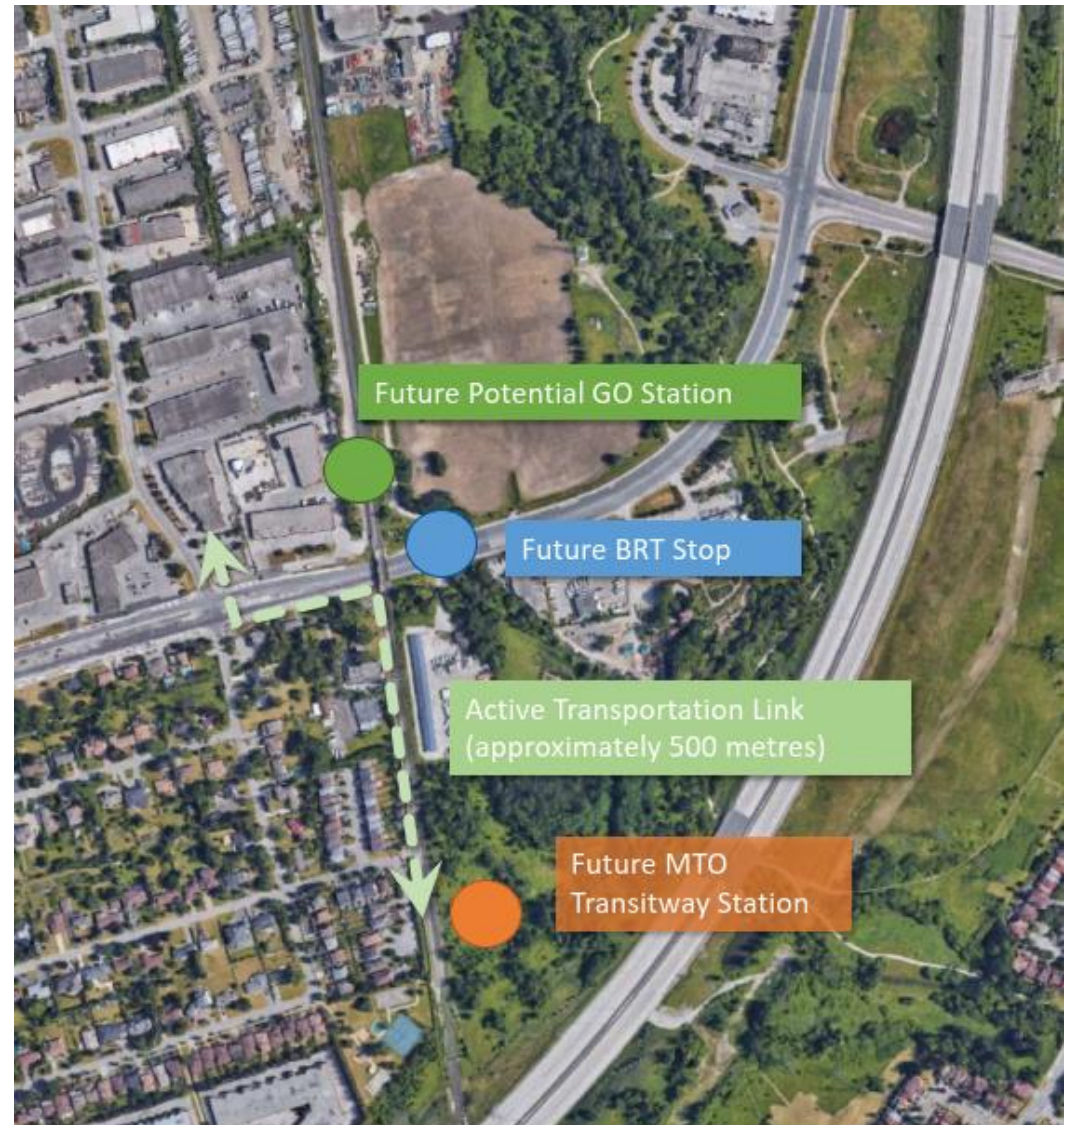 Future Potential GO Station
Future BRT Stop
Active Transportation Link
(approximately 500 metres)
Future MTO
Transitway Station